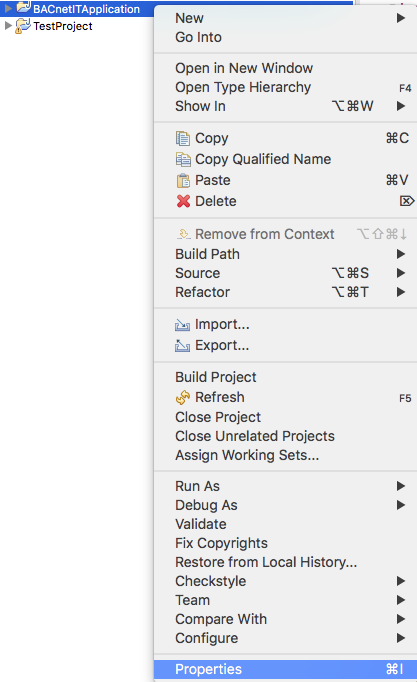 BACnetITApplication
TestProject
New
Go Into
Open in New Window
Open Type Hierarchy F4
Show In ⌥⌘W
Copy ⌘C
Copy Qualified Name
Paste ⌘V
Delete ⌦
Remove from Context ⌥⇧⌘↓
Build Path
Source ⌥⌘S
Refactor ⌥⌘T
Import...
Export...
Build Project
Refresh F5
Close Project
Close Unrelated Projects
Assign Working Sets...
Run As
Debug As
Validate
Fix Copyrights
Restore from Local History...
Checkstyle
Team
Compare With
Configure
Properties ⌘I